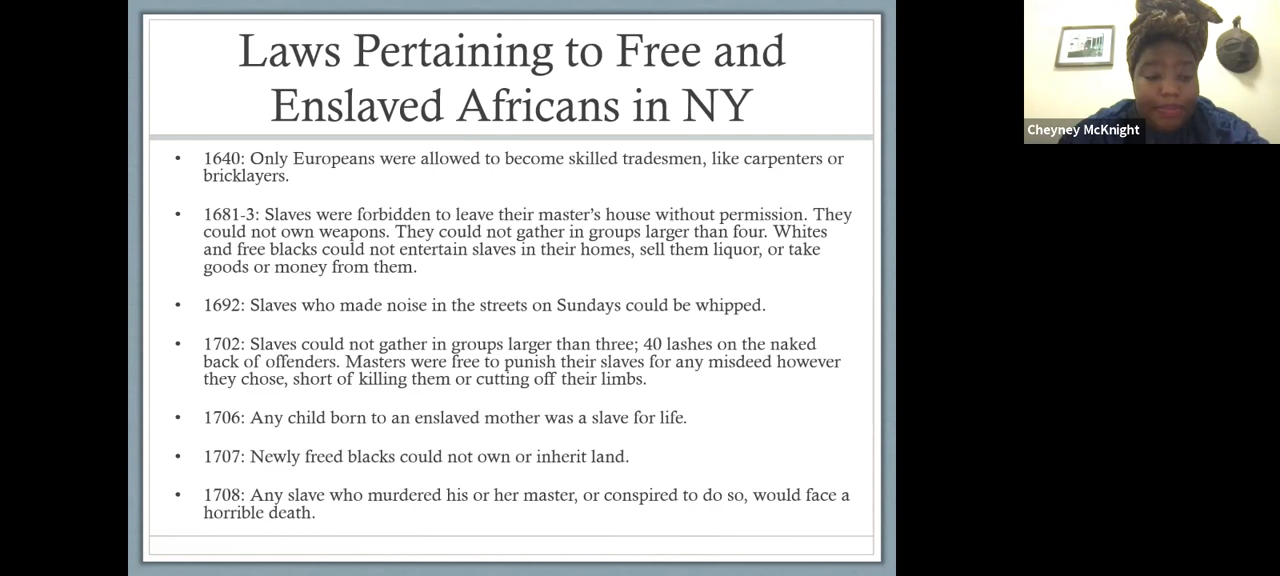 Laws Pertaining to Free and
Enslaved Africans in NY
• 1640: Only Europeans were allowed to become skilled tradesmen, like carpenters or
bricklayers.
• 1681-3: Slaves were forbidden to leave their master's house without permission. They
could not own weapons. They could not gather in groups larger than four. Whites
and free blacks could not entertain slaves in their homes, sell them liquor, or take
goods or money from them.
• 1692: Slaves who made noise in the streets on Sundays could be whipped.
• 1702: Slaves could not gather in groups larger than three; 40 lashes on the naked
back of offenders. Masters were free to punish their slaves for any misdeed however
they chose, short of killing them or cutting off their limbs.
• 1706: Any child born to an enslaved mother was a slave for life.
• 1707: Newly freed blacks could not own or inherit land.
• 1708: Any slave who murdered his or her master, or conspired to do so, would face a
horrible death.
Cheyney McKnight